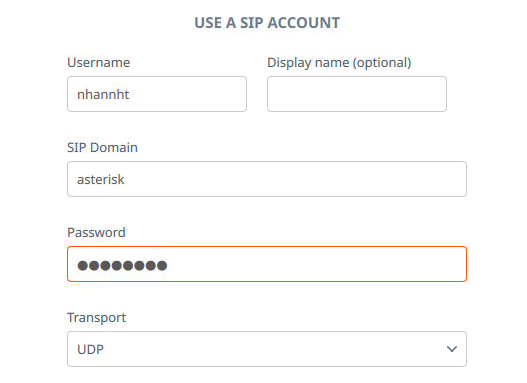 USE A SIP ACCOUNT
Username Display name (optional)
nhannht
SIP Domain
asterisk
Password
●●●●●●●●
Transport
UDP